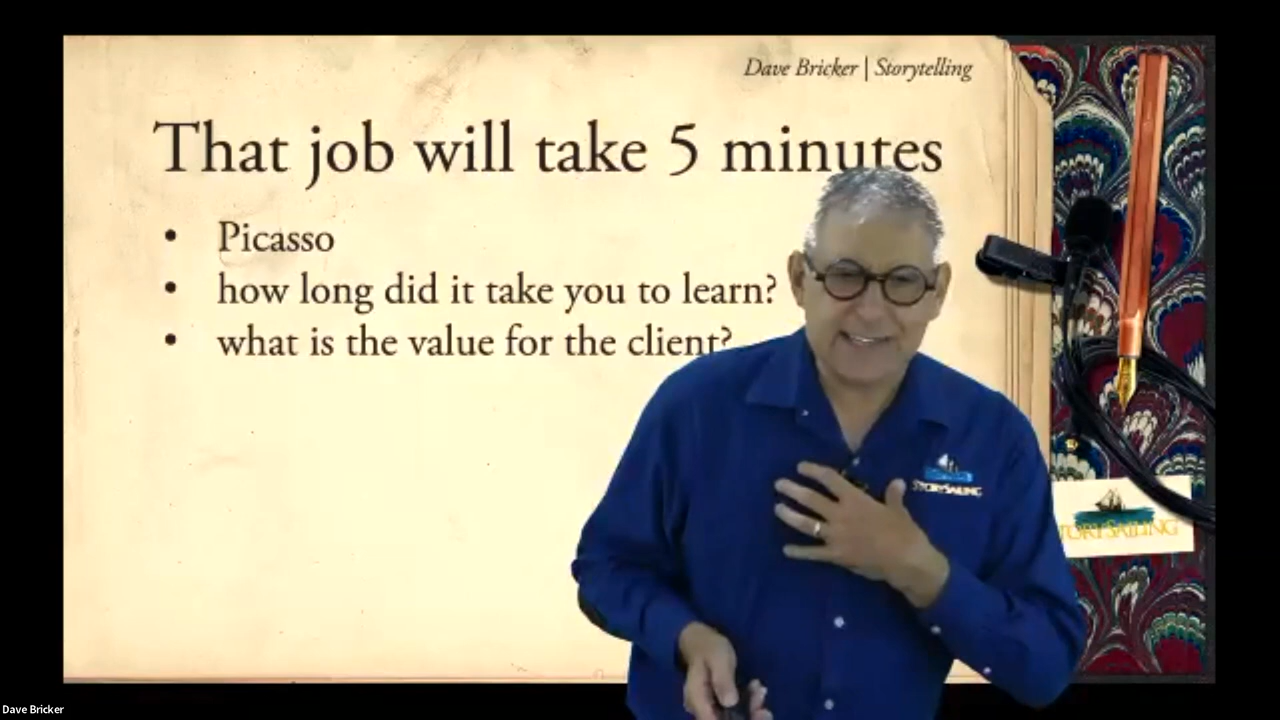 Dave Bricker | Storytelling
That job will take 5 minutes
• Picasso
• how long did it take you to learn?
• what is the value for the client?
STORYSAILING
TORYSAILING
Dave Bricker